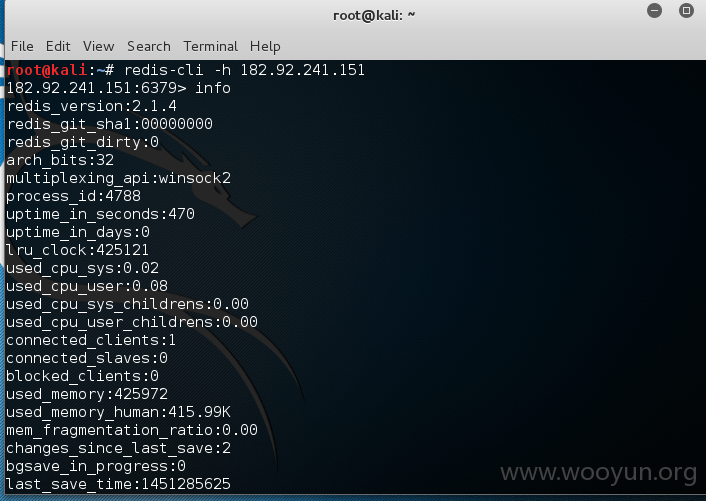 root@kali: ~
File Edit View Search Terminal Help
root@kali:~# redis-cli -h 182.92.241.151
182.92.241.151:6379> info
redis_version:2.1.4
redis_git_sha1:00000000
redis_git_dirty:0
arch_bits:32
multiplexing_api:winsock2
process_id:4788
uptime_in_seconds:470
uptime_in_days:0
lru_clock:425121
used_cpu_sys:0.02
used_cpu_user:0.08
used_cpu_sys_childrens:0.00
used_cpu_user_childrens:0.00
connected_clients:1
connected_slaves:0
blocked_clients:0
used_memory:425972
used_memory_human:415.99K
mem_fragmentation_ratio:0.00
changes_since_last_save:2
bgsave_in_progress:0
last_save_time:1451285625
www.wooyun.org